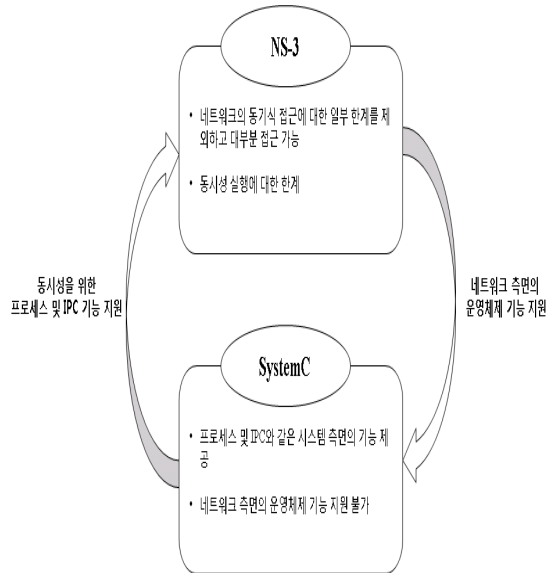 NS-3
• 네트워크의 동기식 접근에 대한 일부 한계를 제
외하고 대부분 접근 가능
• 동시성 실행에 대한 한계
동시성을 위한
프로세스 및 IPC 기능 지원
네트워크 측면의
운영체제 기능 지원
SystemC
• 프로세스 및 IPC와 같은 시스템 측면의 기능 제
공
• 네트워크 측면의 운영체제 기능 지원 불가